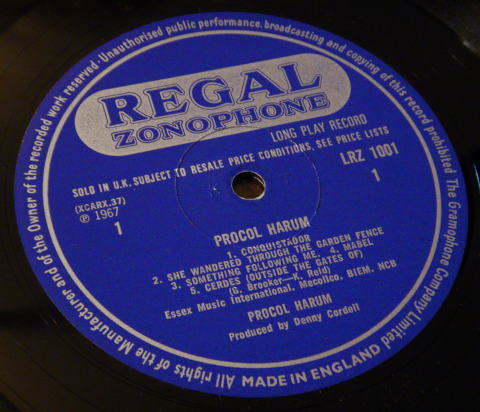 All rights of the Manufacturer and of the Owner of the recorded work reserved · Unauthorised public performance, broadcasting and copying of this record prohibited The Gramophone Company Limited
REGAL
ZONOPHONE
LONG PLAY RECORD
SOLD IN U.K. SUBJECT TO RESALE PRICE CONDITIONS, SEE PRICE LISTS
(XCARX.37)
LRZ 1001
℗ 1967
1
1
PROCOL HARUM
1. CONQUISTADOR
2. SHE WANDERED THROUGH THE GARDEN FENCE
3. SOMETHING FOLLOWING ME. 4. MABEL
5. CERDES (OUTSIDE THE GATES OF)
(G. Brooker—K. Reid)
Essex Music International. Mecolico. BIEM. NCB
PROCOL HARUM
Produced by Denny Cordell
MADE IN ENGLAND